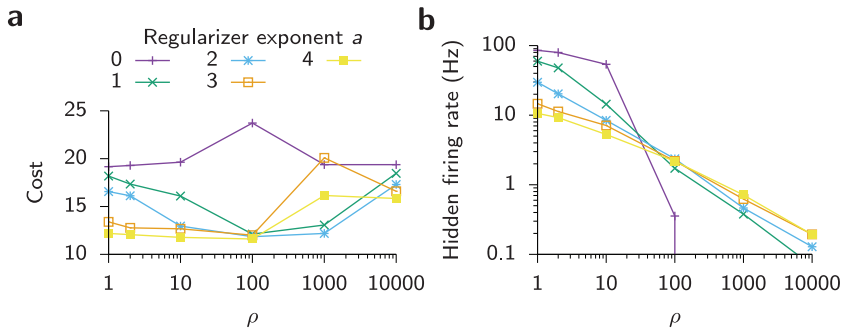 a
Regularizer exponent a
0 2 4
1 3
25
20
15
10
Cost
1 10 100 1000 10000
ρ
b
100
10
1
0.1
Hidden firing rate (Hz)
1 10 100 1000 10000
ρ